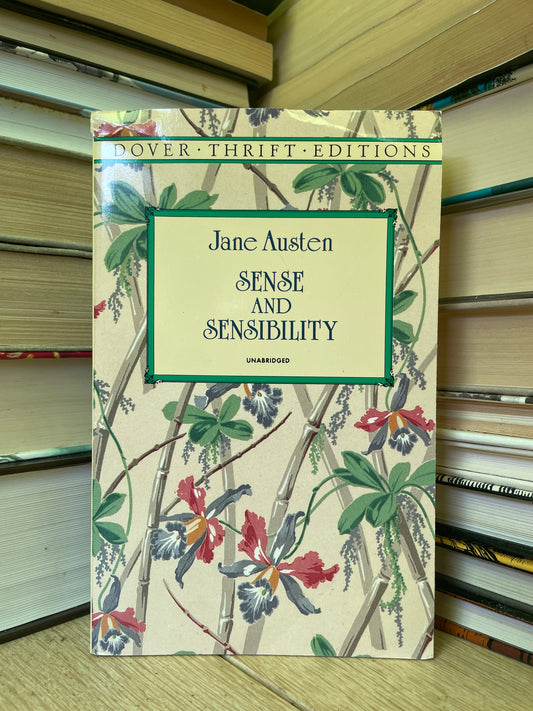 DOVER · THRIFT · EDITIONS
Jane Austen
SENSE
AND
SENSIBILITY
UNABRIDGED